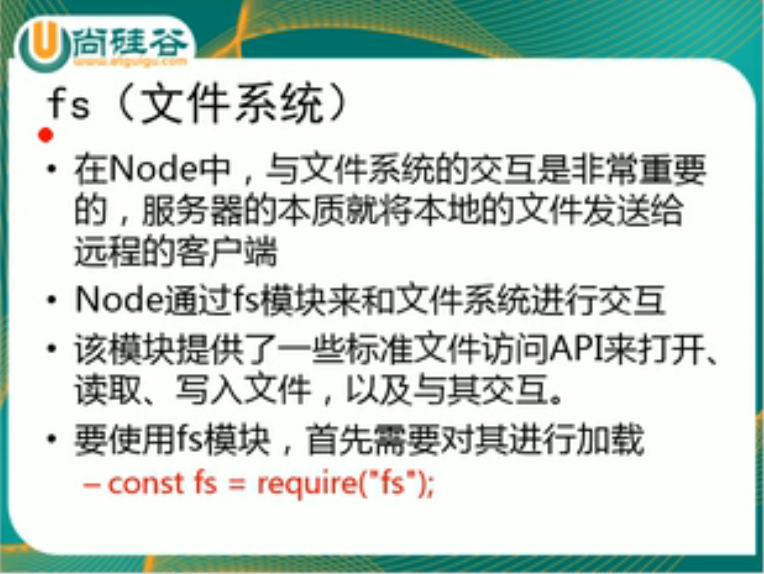 尚硅谷
www.atguigu.com
fs（文件系统）
• 在Node中，与文件系统的交互是非常重要
的，服务器的本质就将本地的文件发送给
远程的客户端
• Node通过fs模块来和文件系统进行交互
• 该模块提供了一些标准文件访问API来打开、
读取、写入文件，以及与其交互。
• 要使用fs模块，首先需要对其进行加载
– const fs = require("fs");